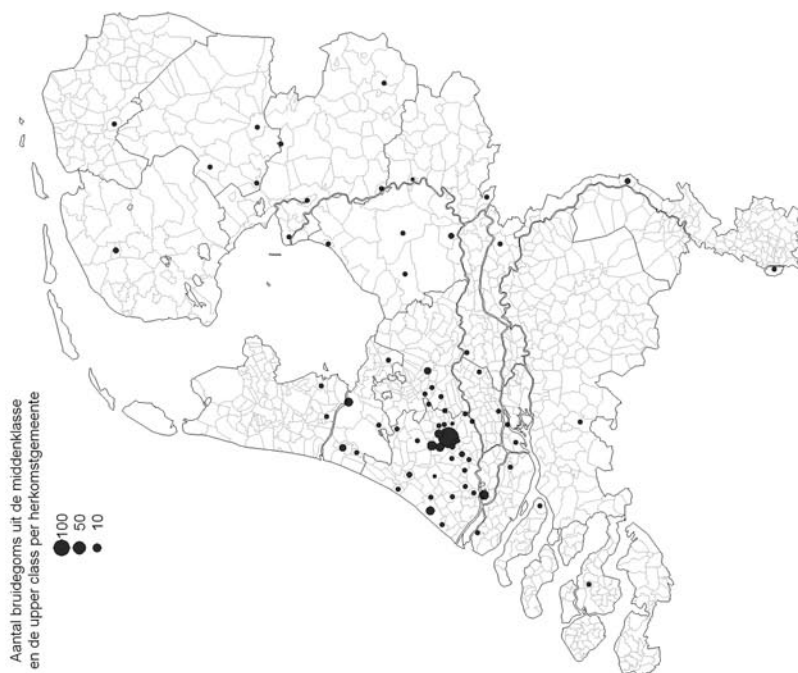 Aantal bruidegoms uit de middenklasse
en de upper class per herkomstgemeente
100
50
10